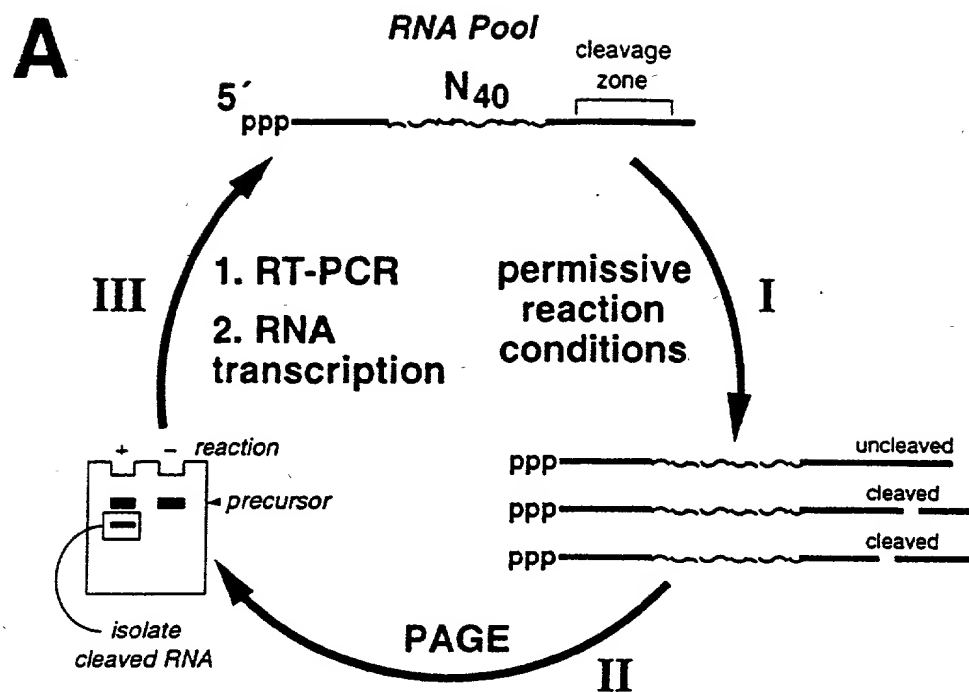 A
RNA Pool
cleavage
zone
N40
5´
ppp
III
1. RT-PCR
2. RNA
transcription
permissive
reaction
conditions
I
+ − reaction
precursor
isolate
cleaved RNA
ppp
uncleaved
ppp
cleaved
ppp
cleaved
PAGE
II